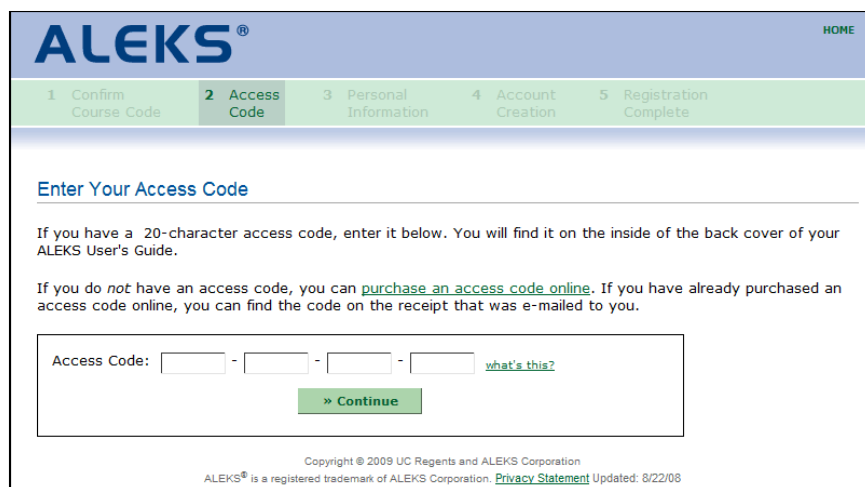 ALEKS®
HOME
1 Confirm Course Code 2 Access Code 3 Personal Information 4 Account Creation 5 Registration Complete
Enter Your Access Code
If you have a 20-character access code, enter it below. You will find it on the inside of the back cover of your
ALEKS User's Guide.
If you do not have an access code, you can purchase an access code online. If you have already purchased an
access code online, you can find the code on the receipt that was e-mailed to you.
Access Code: - - - what's this?
» Continue
Copyright © 2009 UC Regents and ALEKS Corporation
ALEKS® is a registered trademark of ALEKS Corporation. Privacy Statement Updated: 8/22/08